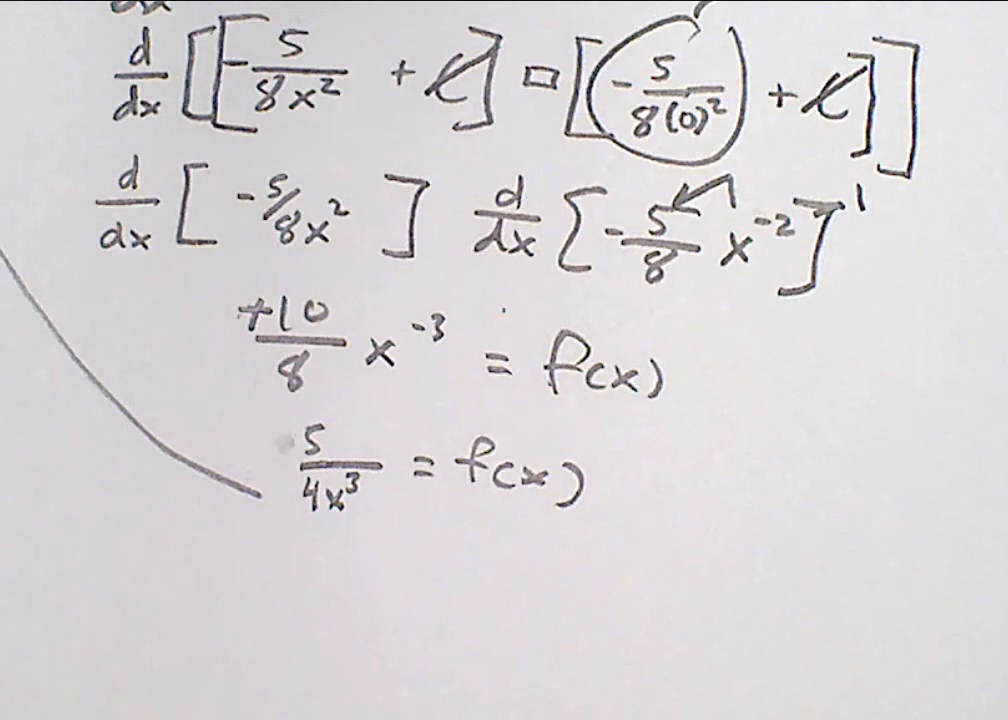 d/dx [[-5/8x² + C] - [(-5/8(0)²) + C]]
d/dx [-5/8x²] d/dx [-5/8 x⁻²]'
+10/8 x⁻³ = f(x)
5/4x³ = f(x)